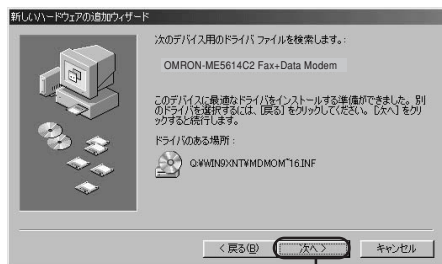 新しいハードウェアの追加ウィザード
次のデバイス用のドライバ ファイルを検索します。:
OMRON-ME5614C2 Fax+Data Modem
このデバイスに最適なドライバをインストールする準備ができました。別
のドライバを選択するには、[戻る] をクリックしてください。[次へ] をクリ
ックすると続行します。
ドライバのある場所:
Q:¥WIN9XNT¥MDMOM~16.INF
< 戻る(B)
次へ >
キャンセル